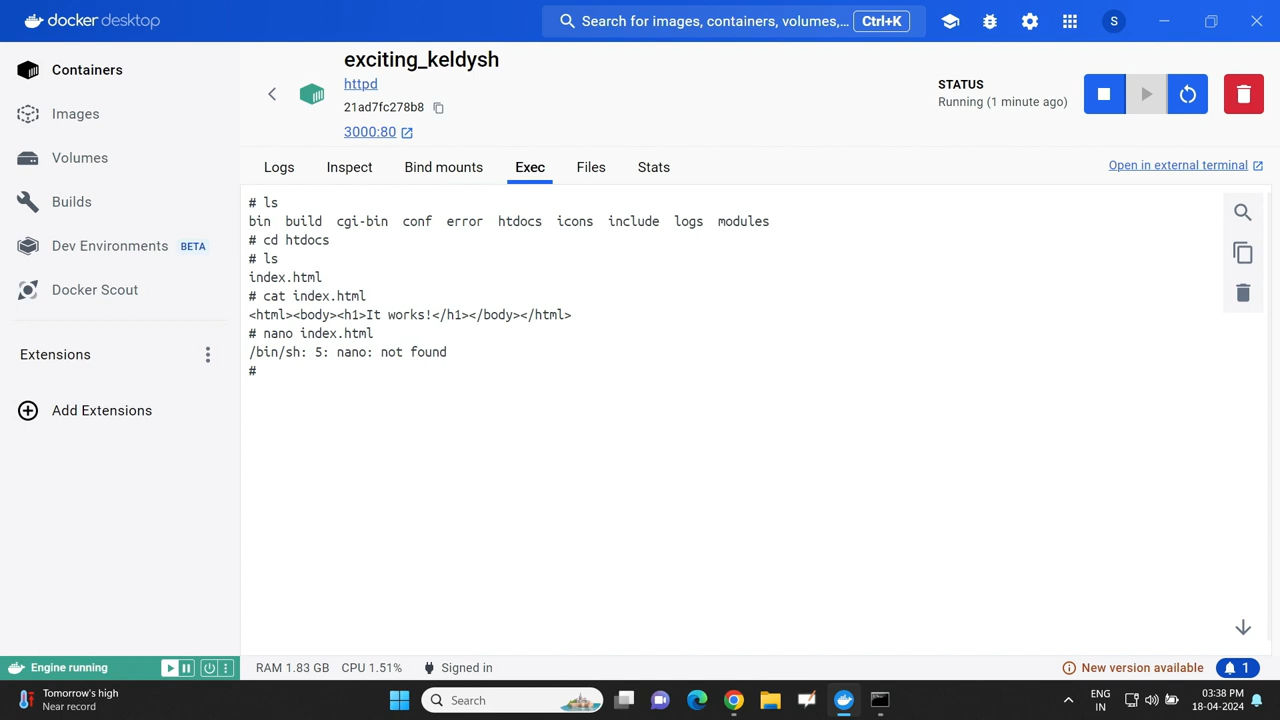 docker desktop
Search for images, containers, volumes,... Ctrl+K
S
Containers
Images
Volumes
Builds
Dev Environments BETA
Docker Scout
Extensions
Add Extensions
exciting_keldysh
httpd
21ad7fc278b8
3000:80
STATUS
Running (1 minute ago)
Logs Inspect Bind mounts Exec Files Stats
Open in external terminal
# ls
bin build cgi-bin conf error htdocs icons include logs modules
# cd htdocs
# ls
index.html
# cat index.html
<html><body><h1>It works!</h1></body></html>
# nano index.html
/bin/sh: 5: nano: not found
#
Engine running
RAM 1.83 GB CPU 1.51% Signed in
New version available
1
Tomorrow's high
Near record
Search
ENG
IN
03:38 PM
18-04-2024